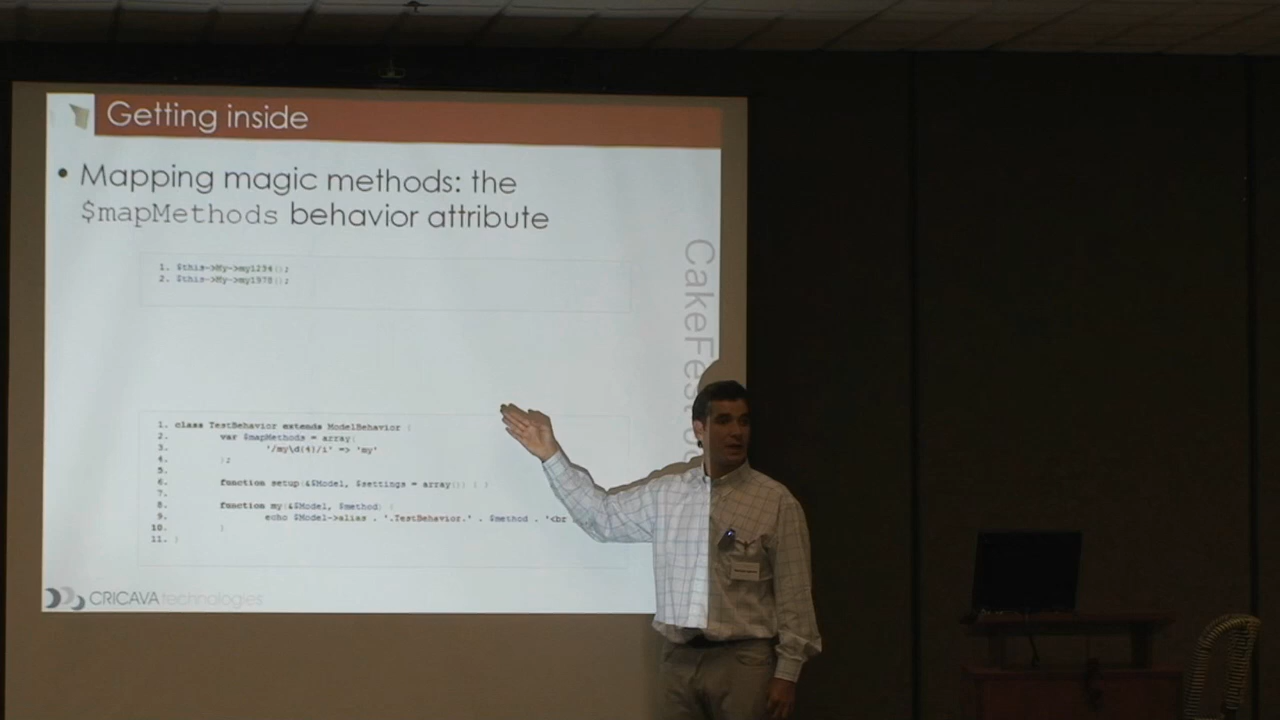 Getting inside
• Mapping magic methods: the
$mapMethods behavior attribute
1. $this->My->my1234();
2. $this->My->my1978();
CakeFest
1. class TestBehavior extends ModelBehavior {
2. var $mapMethods = array(
3. '/my\d{4}/i' => 'my'
4. );
5.
6. function setup(&$Model, $settings = array()) { }
7.
8. function my(&$Model, $method) {
9. echo $Model->alias . '.TestBehavior.' . $method . '<br
10. }
11. }
CRICAVA technologies